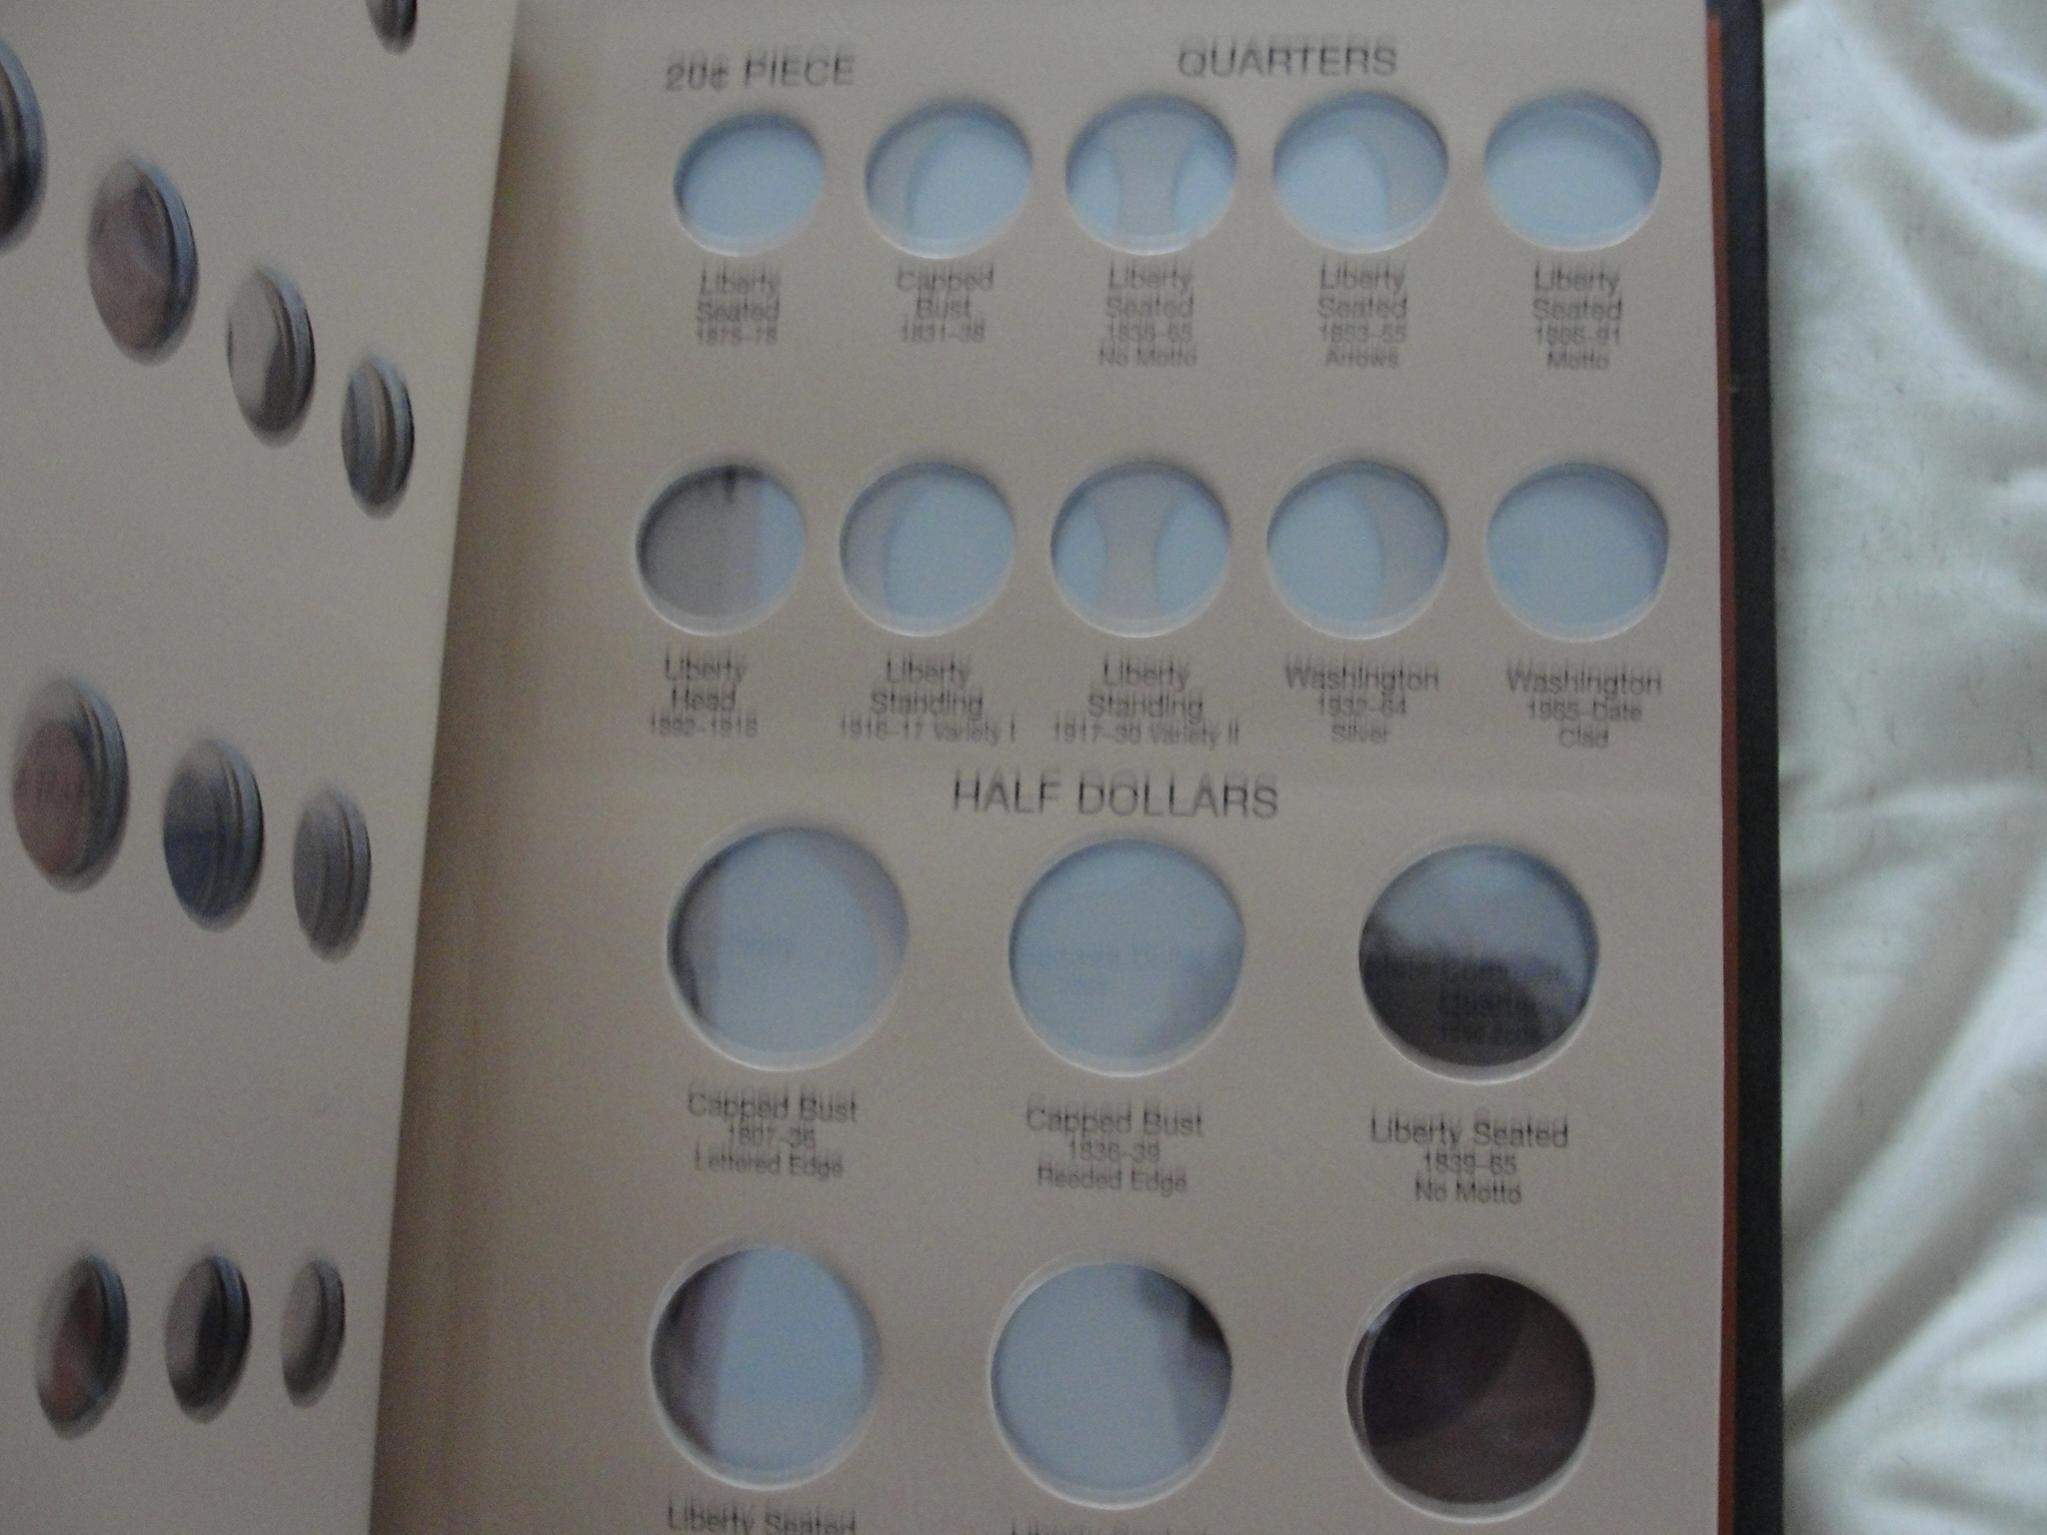 20¢ PIECE
QUARTERS
Liberty
Seated
1875-78
Capped
Bust
1831-38
Liberty
Seated
1838-65
No Motto
Liberty
Seated
1853-55
Arrows
Liberty
Seated
1866-91
Motto
Liberty
Head
1892-1916
Liberty
Standing
1916-17 Variety I
Liberty
Standing
1917-30 Variety II
Washington
1932-64
Silver
Washington
1965-Date
Clad
HALF DOLLARS
Capped Bust
1807-36
Lettered Edge
Capped Bust
1836-39
Reeded Edge
Liberty Seated
1839-65
No Motto
Liberty Seated
Liberty Seated